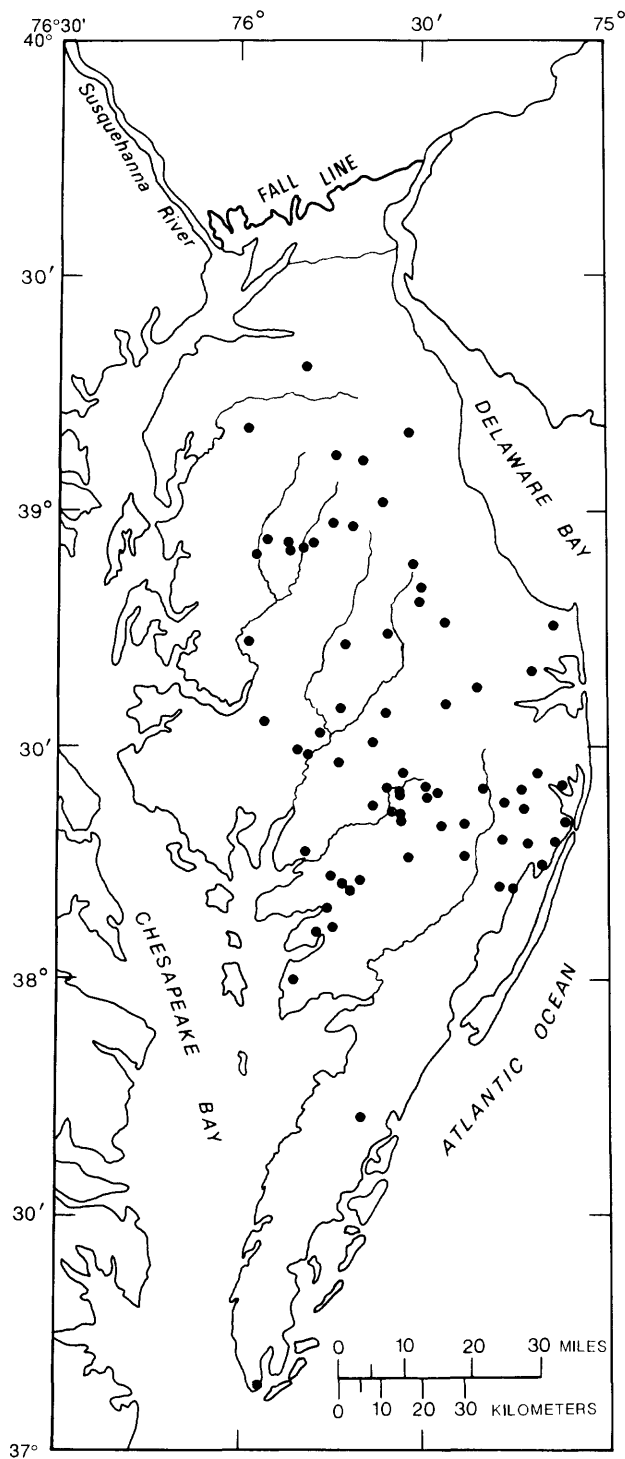 76°30′ 76° 30′ 75°
40°
Susquehanna River
FALL LINE
30′
DELAWARE BAY
39°
30′
CHESAPEAKE BAY
38°
ATLANTIC OCEAN
30′
0 10 20 30 MILES
0 10 20 30 KILOMETERS
37°